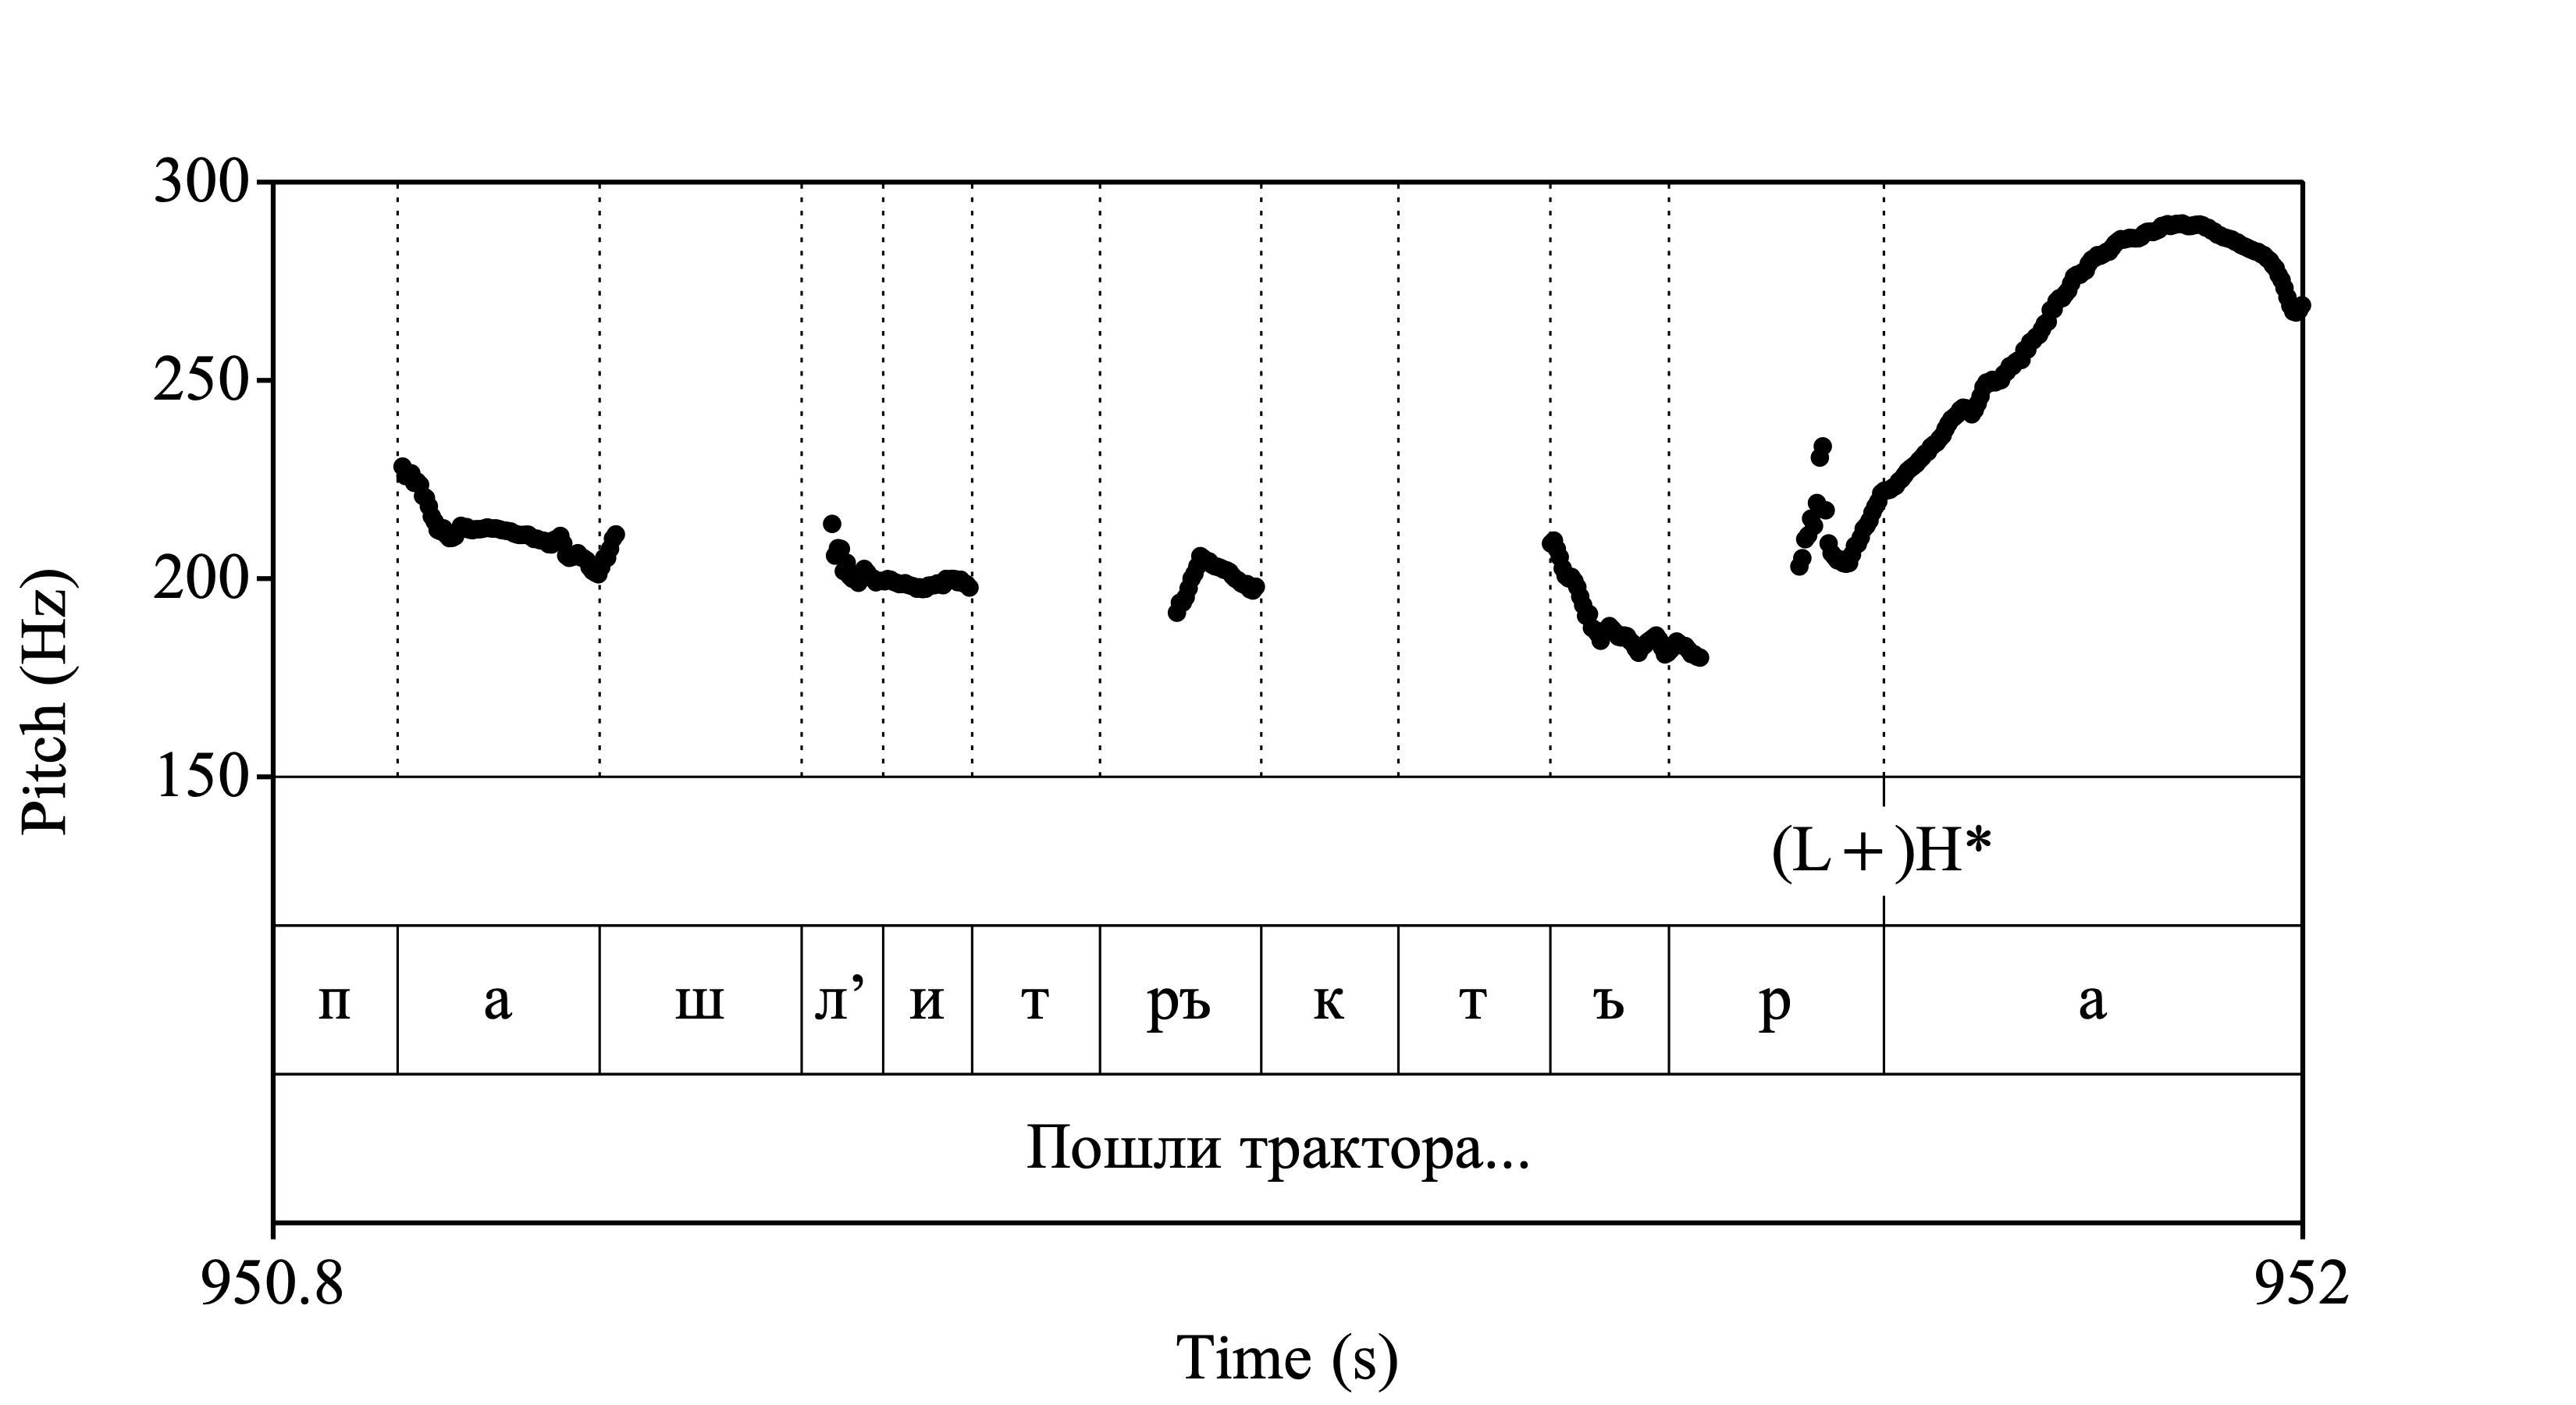 300
250
200
150
Pitch (Hz)
(L+)H*
п а ш л’ и т ръ к т ъ р а
Пошли трактора...
950.8 952
Time (s)